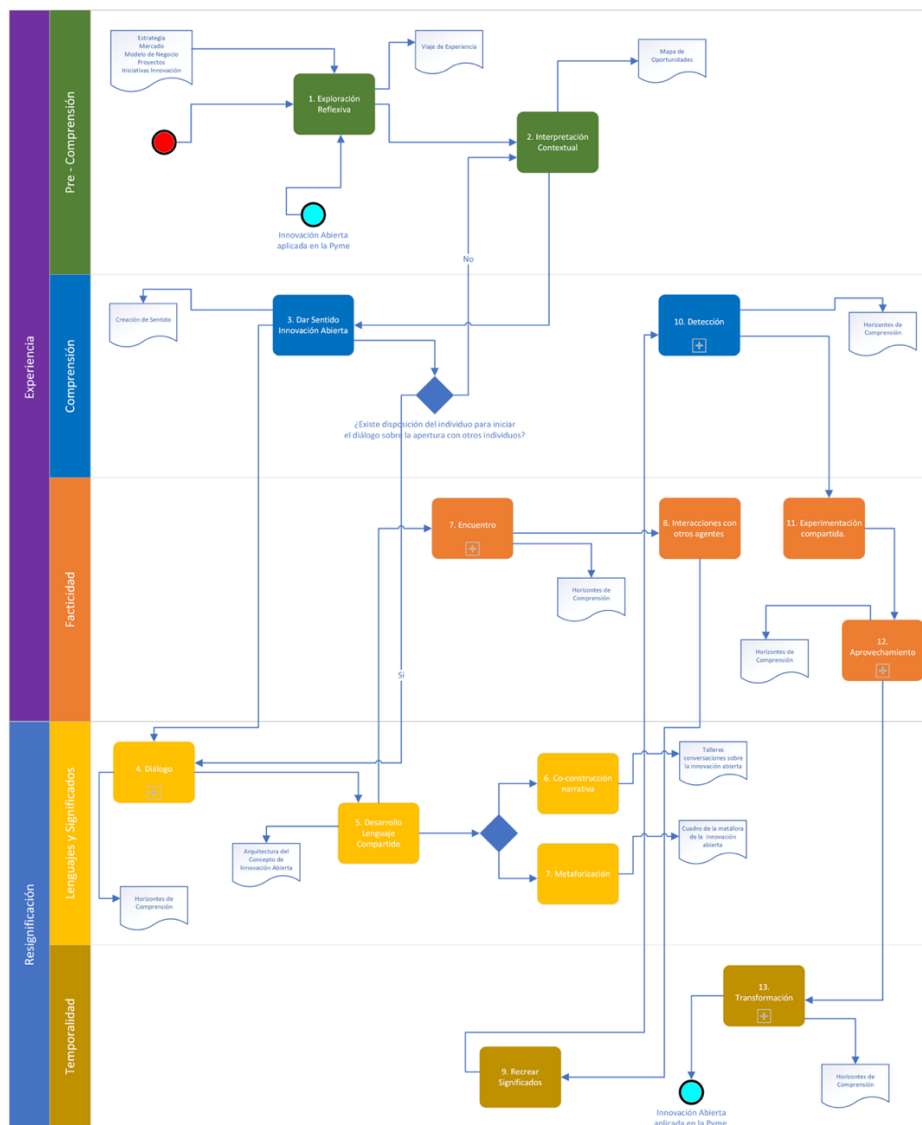 Experiencia
Resignificación
Pre - Comprensión
Estrategia
Mercado
Modelo de Negocio
Proyectos
Iniciativas Innovación
Viaje de Experiencia
Mapa de
Oportunidades
1. Exploración
Reflexiva
2. Interpretación
Contextual
Innovación Abierta
aplicada en la Pyme
No
Comprensión
Creación de Sentido
3. Dar Sentido
Innovación Abierta
10. Detección
Horizontes de
Comprensión
¿Existe disposición del individuo para iniciar
el diálogo sobre la apertura con otros individuos?
Facticidad
7. Encuentro
8. Interacciones con
otros agentes
11. Experimentación
compartida.
Horizontes de
Comprensión
Horizontes de
Comprensión
12.
Aprovechamiento
Si
Lenguajes y Significados
4. Diálogo
6. Co-construcción
narrativa
Talleres
conversaciones sobre
la innovación abierta
5. Desarrollo
Lenguaje
Compartido
Arquitectura del
Concepto de
Innovación Abierta
Cuadro de la metáfora
de la innovación
abierta
7. Metaforización
Horizontes de
Comprensión
Temporalidad
13.
Transformación
9. Recrear
Significados
Horizontes de
Comprensión
Innovación Abierta
aplicada en la Pyme